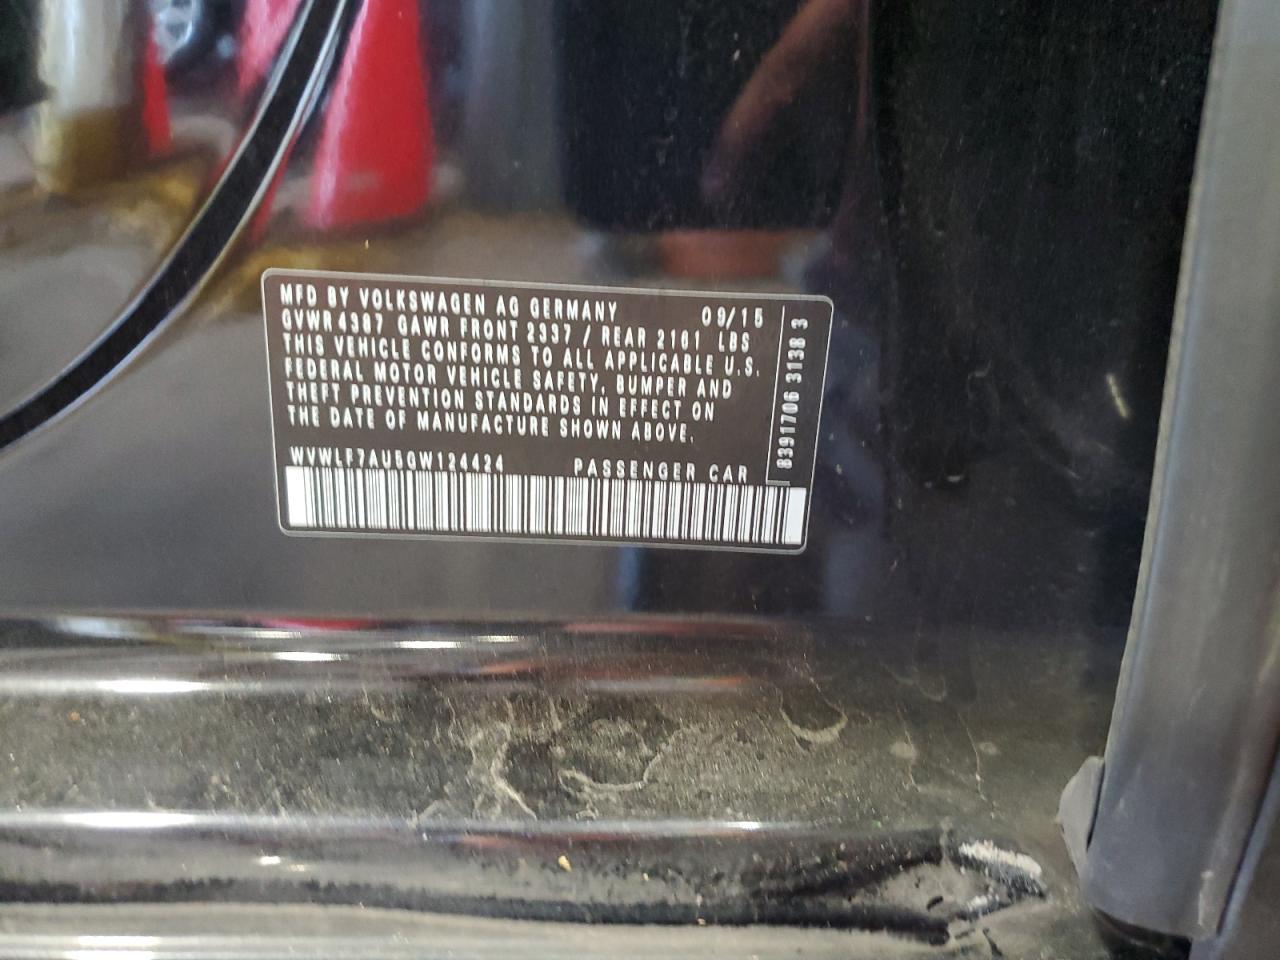 MFD BY VOLKSWAGEN AG GERMANY 09/15
GVWR 4387 GAWR FRONT 2337 / REAR 2161 LBS
THIS VEHICLE CONFORMS TO ALL APPLICABLE U.S.
FEDERAL MOTOR VEHICLE SAFETY, BUMPER AND
THEFT PREVENTION STANDARDS IN EFFECT ON
THE DATE OF MANUFACTURE SHOWN ABOVE.
WVWLF7AU5GW124424 PASSENGER CAR
8391706 3138 3